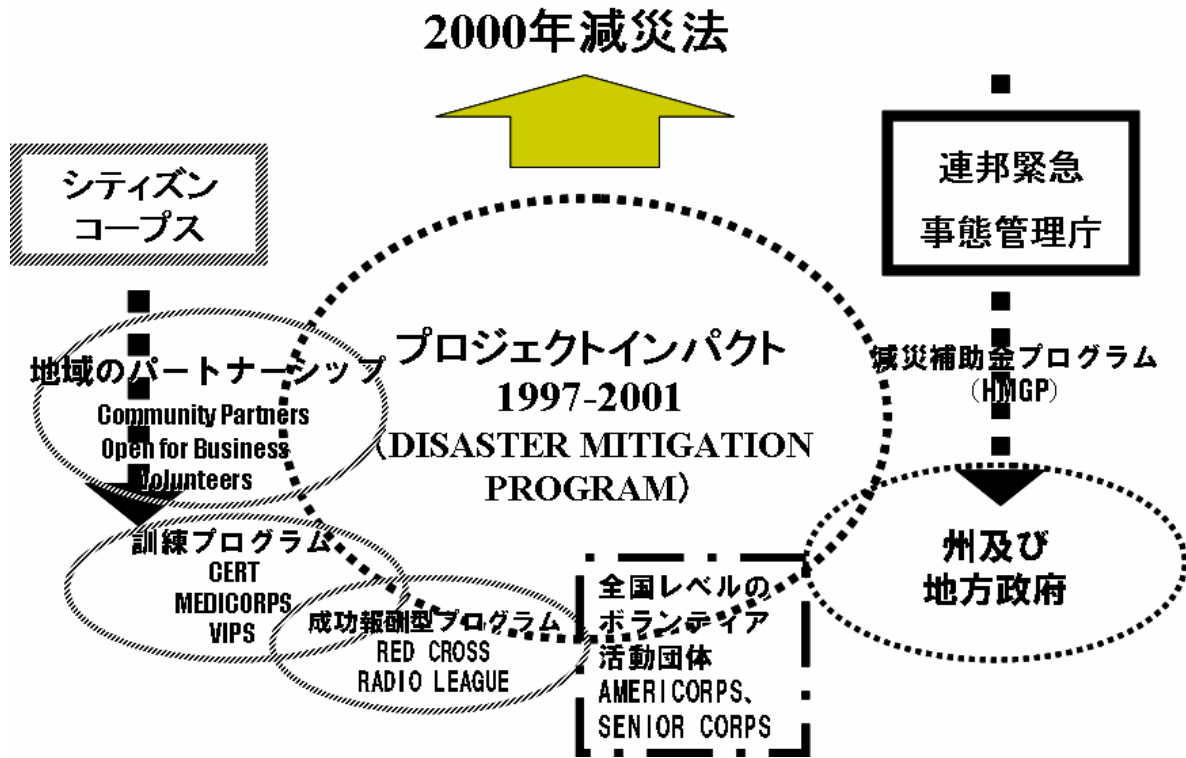 2000年減災法
シティズン
コープス
連邦緊急
事態管理庁
地域のパートナーシップ
Community Partners
Open for Business
Volunteers
プロジェクトインパクト
1997-2001
(DISASTER MITIGATION
PROGRAM)
減災補助金プログラム
(HMGP)
訓練プログラム
CERT
MEDICORPS
VIPS
成功報酬型プログラム
RED CROSS
RADIO LEAGUE
全国レベルの
ボランティア
活動団体
AMERICORPS、
SENIOR CORPS
州及び
地方政府